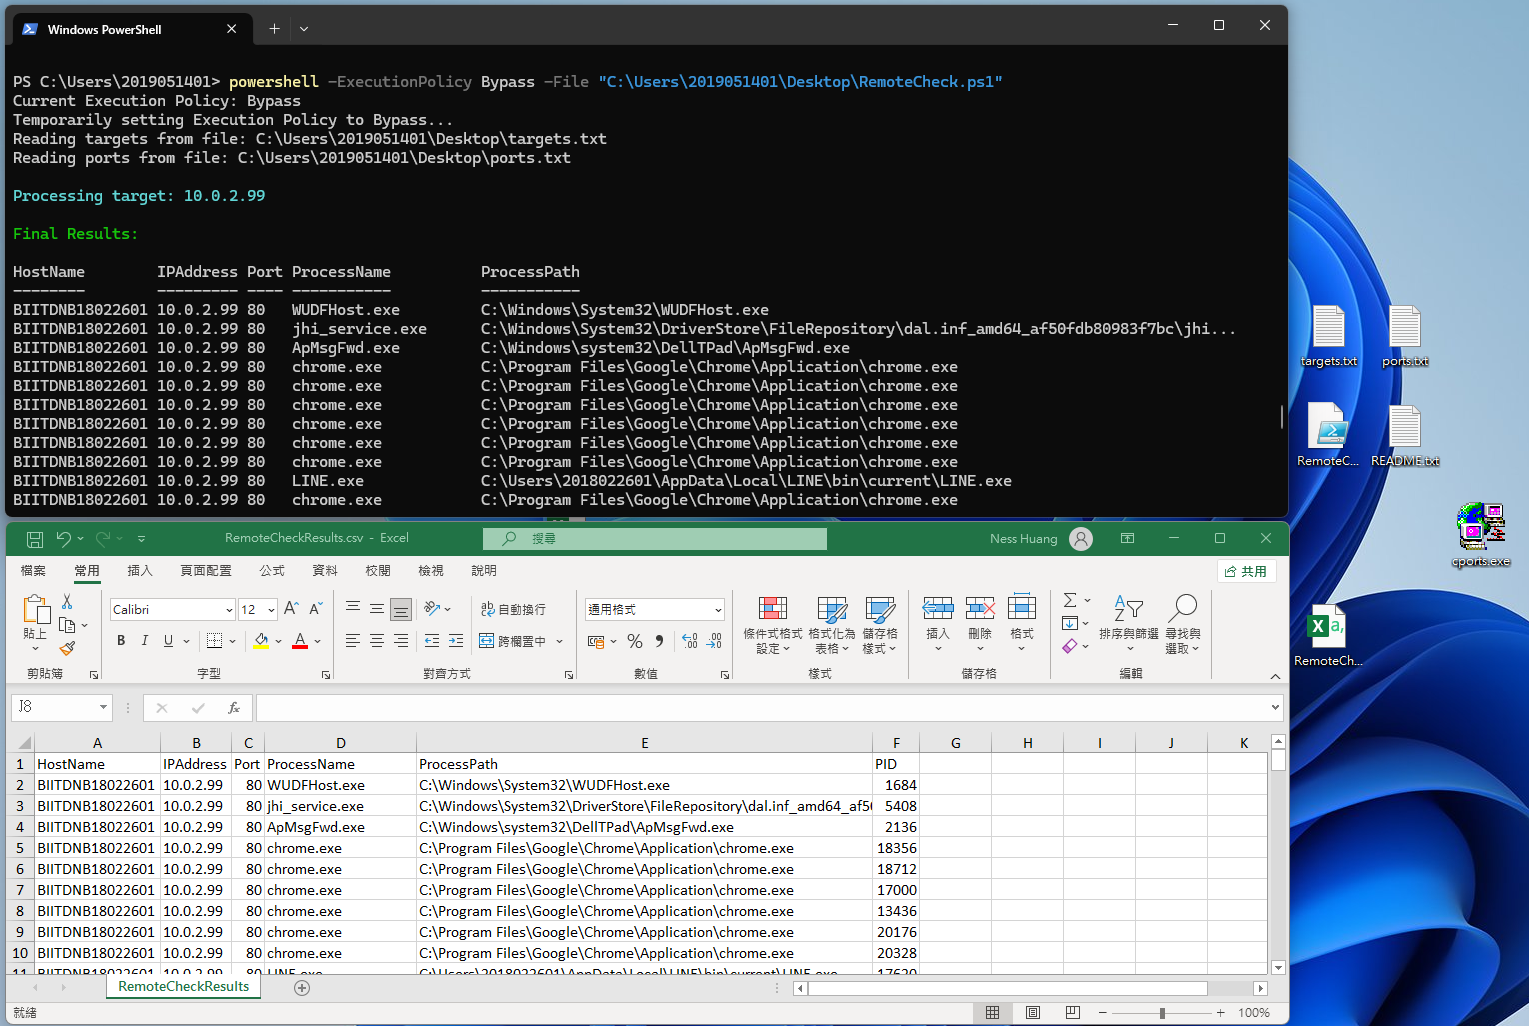 Windows PowerShell
PS C:\Users\2019051401> powershell -ExecutionPolicy Bypass -File "C:\Users\2019051401\Desktop\RemoteCheck.ps1"
Current Execution Policy: Bypass
Temporarily setting Execution Policy to Bypass...
Reading targets from file: C:\Users\2019051401\Desktop\targets.txt
Reading ports from file: C:\Users\2019051401\Desktop\ports.txt
Processing target: 10.0.2.99
Final Results:
HostName IPAddress Port ProcessName ProcessPath
-------- --------- ---- ----------- -----------
BIITDNB18022601 10.0.2.99 80 WUDFHost.exe C:\Windows\System32\WUDFHost.exe
BIITDNB18022601 10.0.2.99 80 jhi_service.exe C:\Windows\System32\DriverStore\FileRepository\dal.inf_amd64_af50fdb80983f7bc\jhi...
BIITDNB18022601 10.0.2.99 80 ApMsgFwd.exe C:\Windows\system32\DellTPad\ApMsgFwd.exe
BIITDNB18022601 10.0.2.99 80 chrome.exe C:\Program Files\Google\Chrome\Application\chrome.exe
BIITDNB18022601 10.0.2.99 80 chrome.exe C:\Program Files\Google\Chrome\Application\chrome.exe
BIITDNB18022601 10.0.2.99 80 chrome.exe C:\Program Files\Google\Chrome\Application\chrome.exe
BIITDNB18022601 10.0.2.99 80 chrome.exe C:\Program Files\Google\Chrome\Application\chrome.exe
BIITDNB18022601 10.0.2.99 80 chrome.exe C:\Program Files\Google\Chrome\Application\chrome.exe
BIITDNB18022601 10.0.2.99 80 chrome.exe C:\Program Files\Google\Chrome\Application\chrome.exe
BIITDNB18022601 10.0.2.99 80 LINE.exe C:\Users\2018022601\AppData\Local\LINE\bin\current\LINE.exe
BIITDNB18022601 10.0.2.99 80 chrome.exe C:\Program Files\Google\Chrome\Application\chrome.exe
targets.txt ports.txt
RemoteC... README.txt
cports.exe
RemoteCh...
RemoteCheckResults.csv - Excel 搜尋 Ness Huang
檔案 常用 插入 頁面配置 公式 資料 校閱 檢視 說明 共用
貼上 Calibri 12 自動換行 通用格式
B I U A 跨欄置中 % 條件式格式設定 格式化為表格 儲存格樣式 插入 刪除 格式 排序與篩選 尋找與選取
剪貼簿 字型 對齊方式 數值 樣式 儲存格 編輯
J8 fx
A B C D E F G H I J K
1 HostName IPAddress Port ProcessName ProcessPath PID
2 BIITDNB18022601 10.0.2.99 80 WUDFHost.exe C:\Windows\System32\WUDFHost.exe 1684
3 BIITDNB18022601 10.0.2.99 80 jhi_service.exe C:\Windows\System32\DriverStore\FileRepository\dal.inf_amd64_af50 5408
4 BIITDNB18022601 10.0.2.99 80 ApMsgFwd.exe C:\Windows\system32\DellTPad\ApMsgFwd.exe 2136
5 BIITDNB18022601 10.0.2.99 80 chrome.exe C:\Program Files\Google\Chrome\Application\chrome.exe 18356
6 BIITDNB18022601 10.0.2.99 80 chrome.exe C:\Program Files\Google\Chrome\Application\chrome.exe 18712
7 BIITDNB18022601 10.0.2.99 80 chrome.exe C:\Program Files\Google\Chrome\Application\chrome.exe 17000
8 BIITDNB18022601 10.0.2.99 80 chrome.exe C:\Program Files\Google\Chrome\Application\chrome.exe 13436
9 BIITDNB18022601 10.0.2.99 80 chrome.exe C:\Program Files\Google\Chrome\Application\chrome.exe 20176
10 BIITDNB18022601 10.0.2.99 80 chrome.exe C:\Program Files\Google\Chrome\Application\chrome.exe 20328
11 BIITDNB18022601 10.0.2.99 80 LINE.exe C:\Users\2018022601\AppData\Local\LINE\bin\current\LINE.exe 17620
RemoteCheckResults
就緒 100%